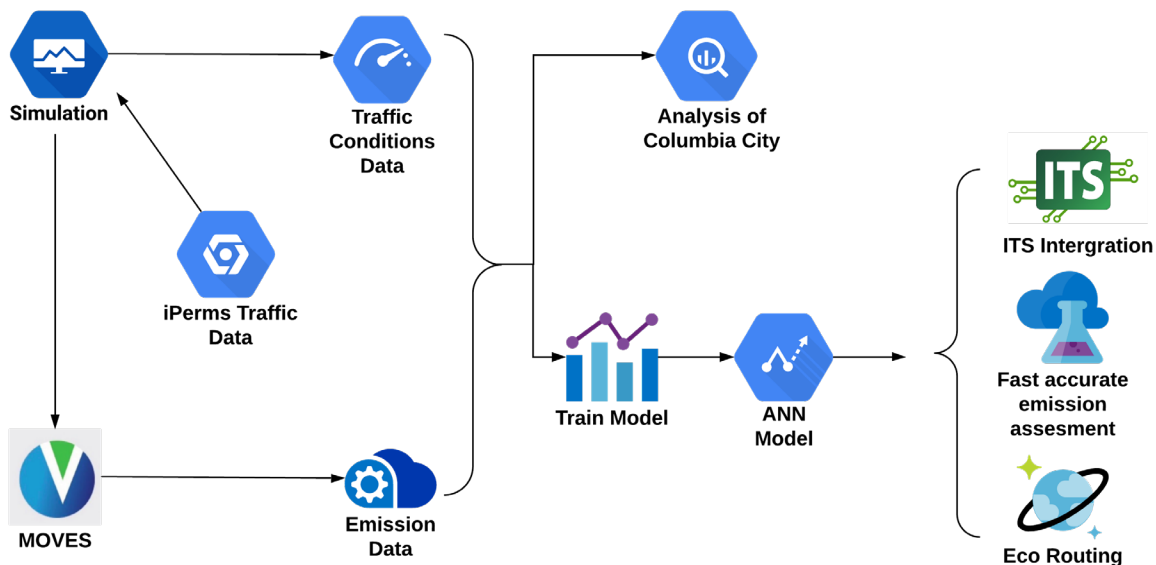 Simulation
Traffic
Conditions
Data
Analysis of
Columbia City
ITS
ITS Intergration
iPerms Traffic
Data
Fast accurate
emission
assesment
Train Model
ANN
Model
MOVES
Emission
Data
Eco Routing